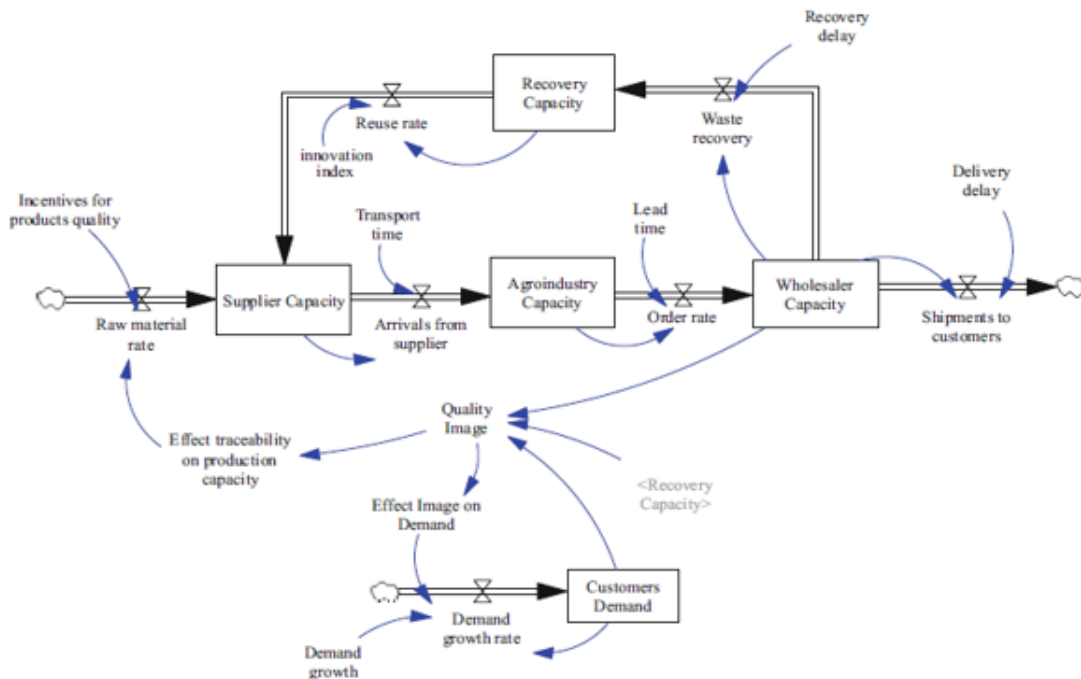 Recovery
delay
Recovery
Capacity
Reuse rate
Waste
recovery
innovation
index
Incentives for
products quality
Transport
time
Lead
time
Delivery
delay
Supplier Capacity
Agroindustry
Capacity
Wholesaler
Capacity
Raw material
rate
Arrivals from
supplier
Order rate
Shipments to
customers
Quality
Image
Effect traceability
on production
capacity
<Recovery
Capacity>
Effect Image on
Demand
Customers
Demand
Demand
growth rate
Demand
growth